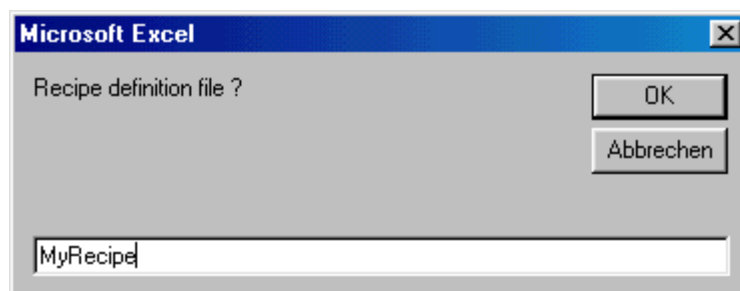 Microsoft Excel
Recipe definition file ?
OK
Abbrechen
MyRecipe